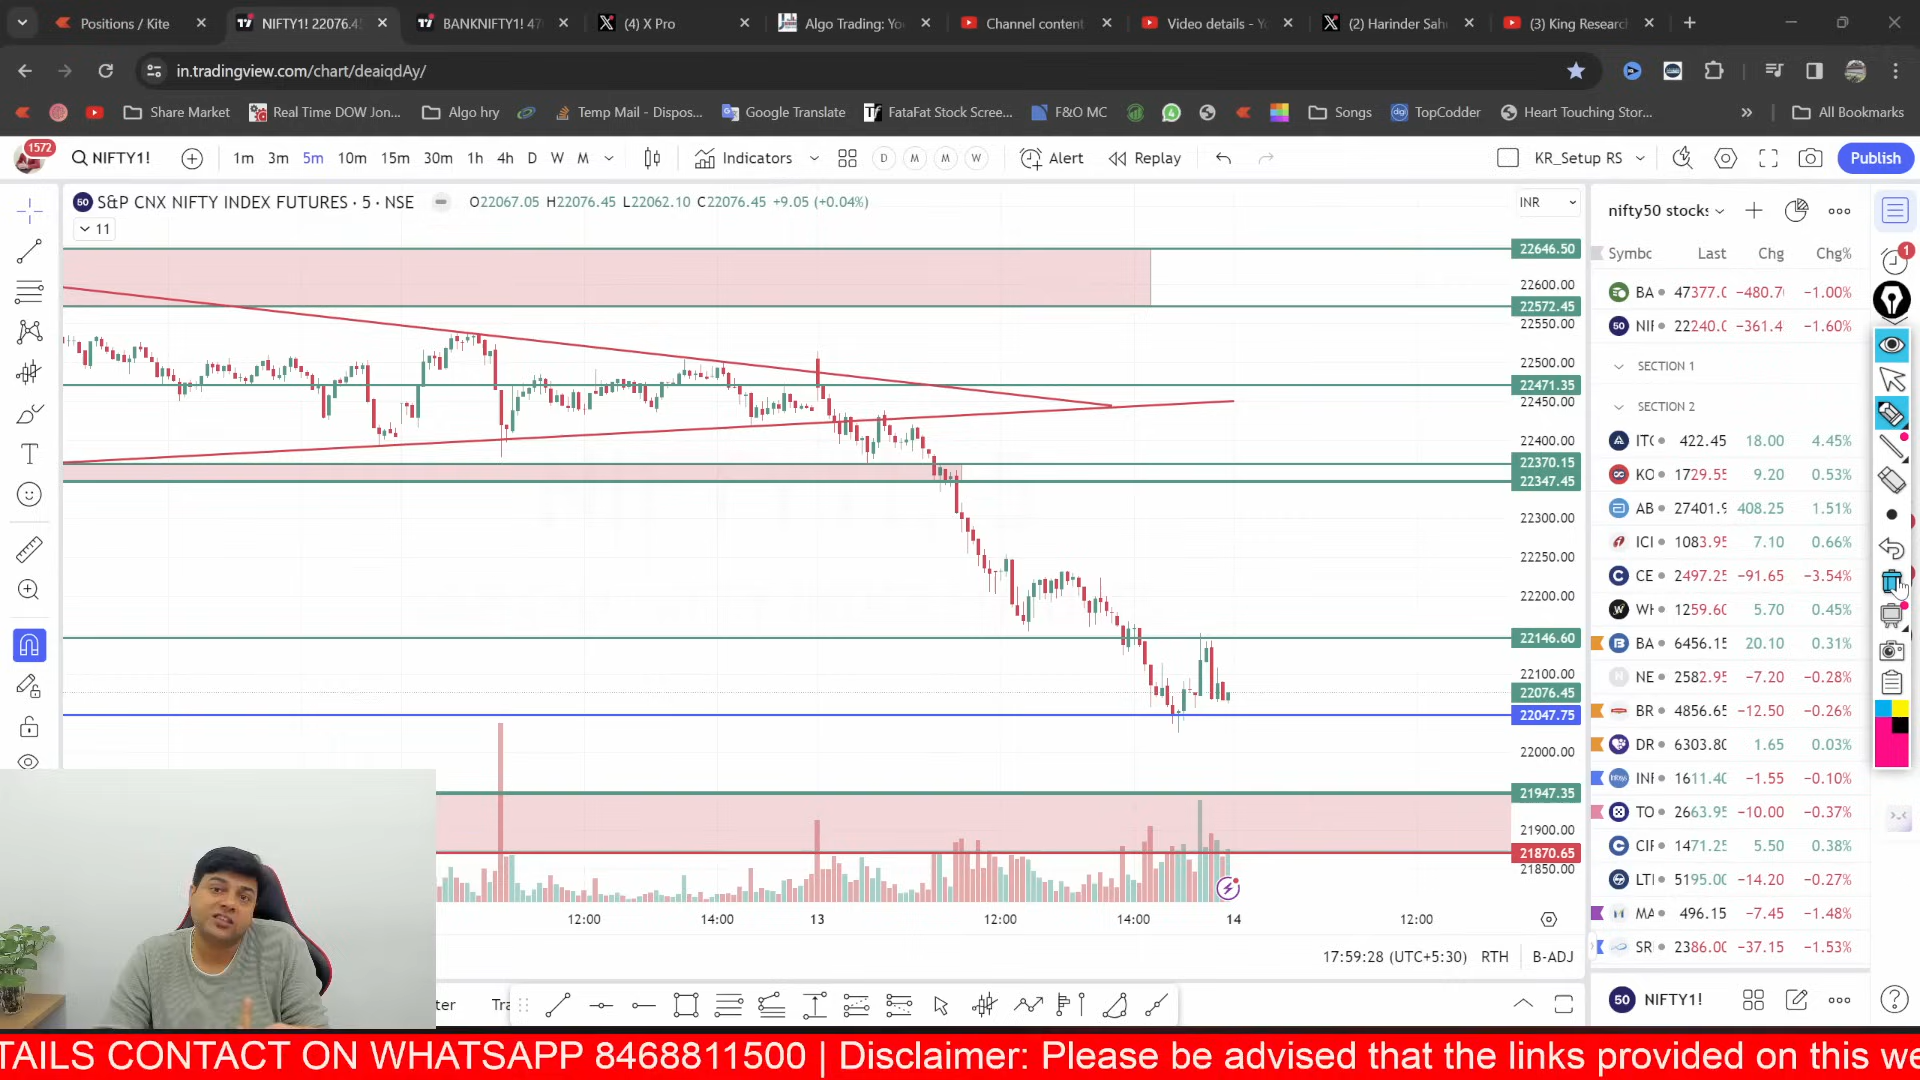 Positions / Kite
NIFTY1! 22076.4
BANKNIFTY1! 47
(4) X Pro
Algo Trading: Yo
Channel content
Video details - Y
(2) Harinder Sah
(3) King Research
in.tradingview.com/chart/deaiqdAy/
Share Market
Real Time DOW Jon...
Algo hry
Temp Mail - Dispos...
Google Translate
FataFat Stock Scree...
F&O MC
Songs
TopCodder
Heart Touching Stor...
All Bookmarks
1572
NIFTY1!
1m 3m 5m 10m 15m 30m 1h 4h D W M
Indicators
D M M W
Alert
Replay
KR_Setup RS
Publish
50 S&P CNX NIFTY INDEX FUTURES · 5 · NSE
O22067.05 H22076.45 L22062.10 C22076.45 +9.05 (+0.04%)
INR
11
22646.50
22600.00
22572.45
22550.00
22500.00
22471.35
22450.00
22400.00
22370.15
22347.45
22300.00
22250.00
22200.00
22146.60
22100.00
22076.45
22047.75
22000.00
21947.35
21900.00
21870.65
21850.00
12:00 14:00 13 12:00 14:00 14 12:00
17:59:28 (UTC+5:30) RTH B-ADJ
nifty50 stocks
Symbc Last Chg Chg%
BA 47377.0 −480.7 −1.00%
NIF 22240.0 −361.4 −1.60%
SECTION 1
SECTION 2
ITC 422.45 18.00 4.45%
KO 1729.55 9.20 0.53%
AB 27401.9 408.25 1.51%
ICI 1083.95 7.10 0.66%
CE 2497.25 −91.65 −3.54%
WH 1259.60 5.70 0.45%
BA 6456.15 20.10 0.31%
NE 2582.95 −7.20 −0.28%
BR 4856.65 −12.50 −0.26%
DR 6303.80 1.65 0.03%
INF 1611.40 −1.55 −0.10%
TO 2663.95 −10.00 −0.37%
CIP 1471.25 5.50 0.38%
LTI 5195.00 −14.20 −0.27%
MA 496.15 −7.45 −1.48%
SR 2386.00 −37.15 −1.53%
50 NIFTY1!
1
ter
Tra
TAILS CONTACT ON WHATSAPP 8468811500 | Disclaimer: Please be advised that the links provided on this we